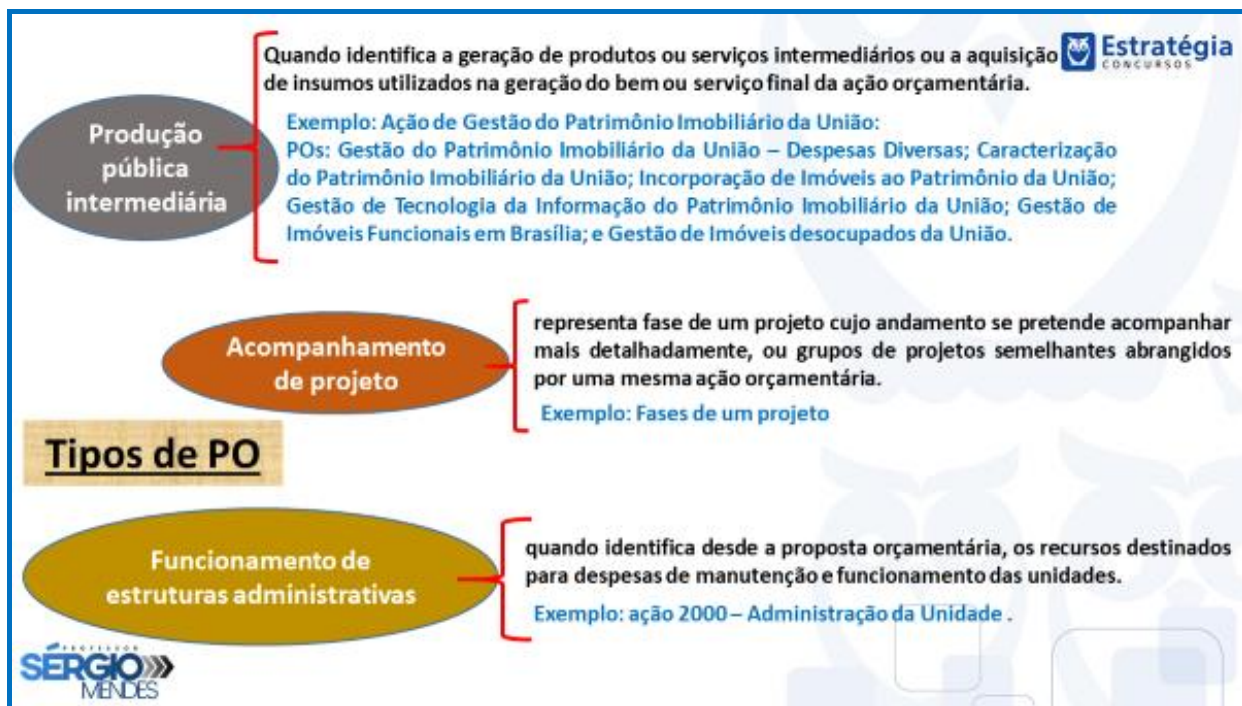 Quando identifica a geração de produtos ou serviços intermediários ou a aquisição
de insumos utilizados na geração do bem ou serviço final da ação orçamentária.
Estratégia
CONCURSOS
Produção
pública
intermediária
Exemplo: Ação de Gestão do Patrimônio Imobiliário da União:
POs: Gestão do Patrimônio Imobiliário da União – Despesas Diversas; Caracterização
do Patrimônio Imobiliário da União; Incorporação de Imóveis ao Patrimônio da União;
Gestão de Tecnologia da Informação do Patrimônio Imobiliário da União; Gestão de
Imóveis Funcionais em Brasília; e Gestão de Imóveis desocupados da União.
Acompanhamento
de projeto
representa fase de um projeto cujo andamento se pretende acompanhar
mais detalhadamente, ou grupos de projetos semelhantes abrangidos
por uma mesma ação orçamentária.
Exemplo: Fases de um projeto
Tipos de PO
Funcionamento de
estruturas administrativas
quando identifica desde a proposta orçamentária, os recursos destinados
para despesas de manutenção e funcionamento das unidades.
Exemplo: ação 2000 – Administração da Unidade .
PROFESSOR
SÉRGIO
MENDES